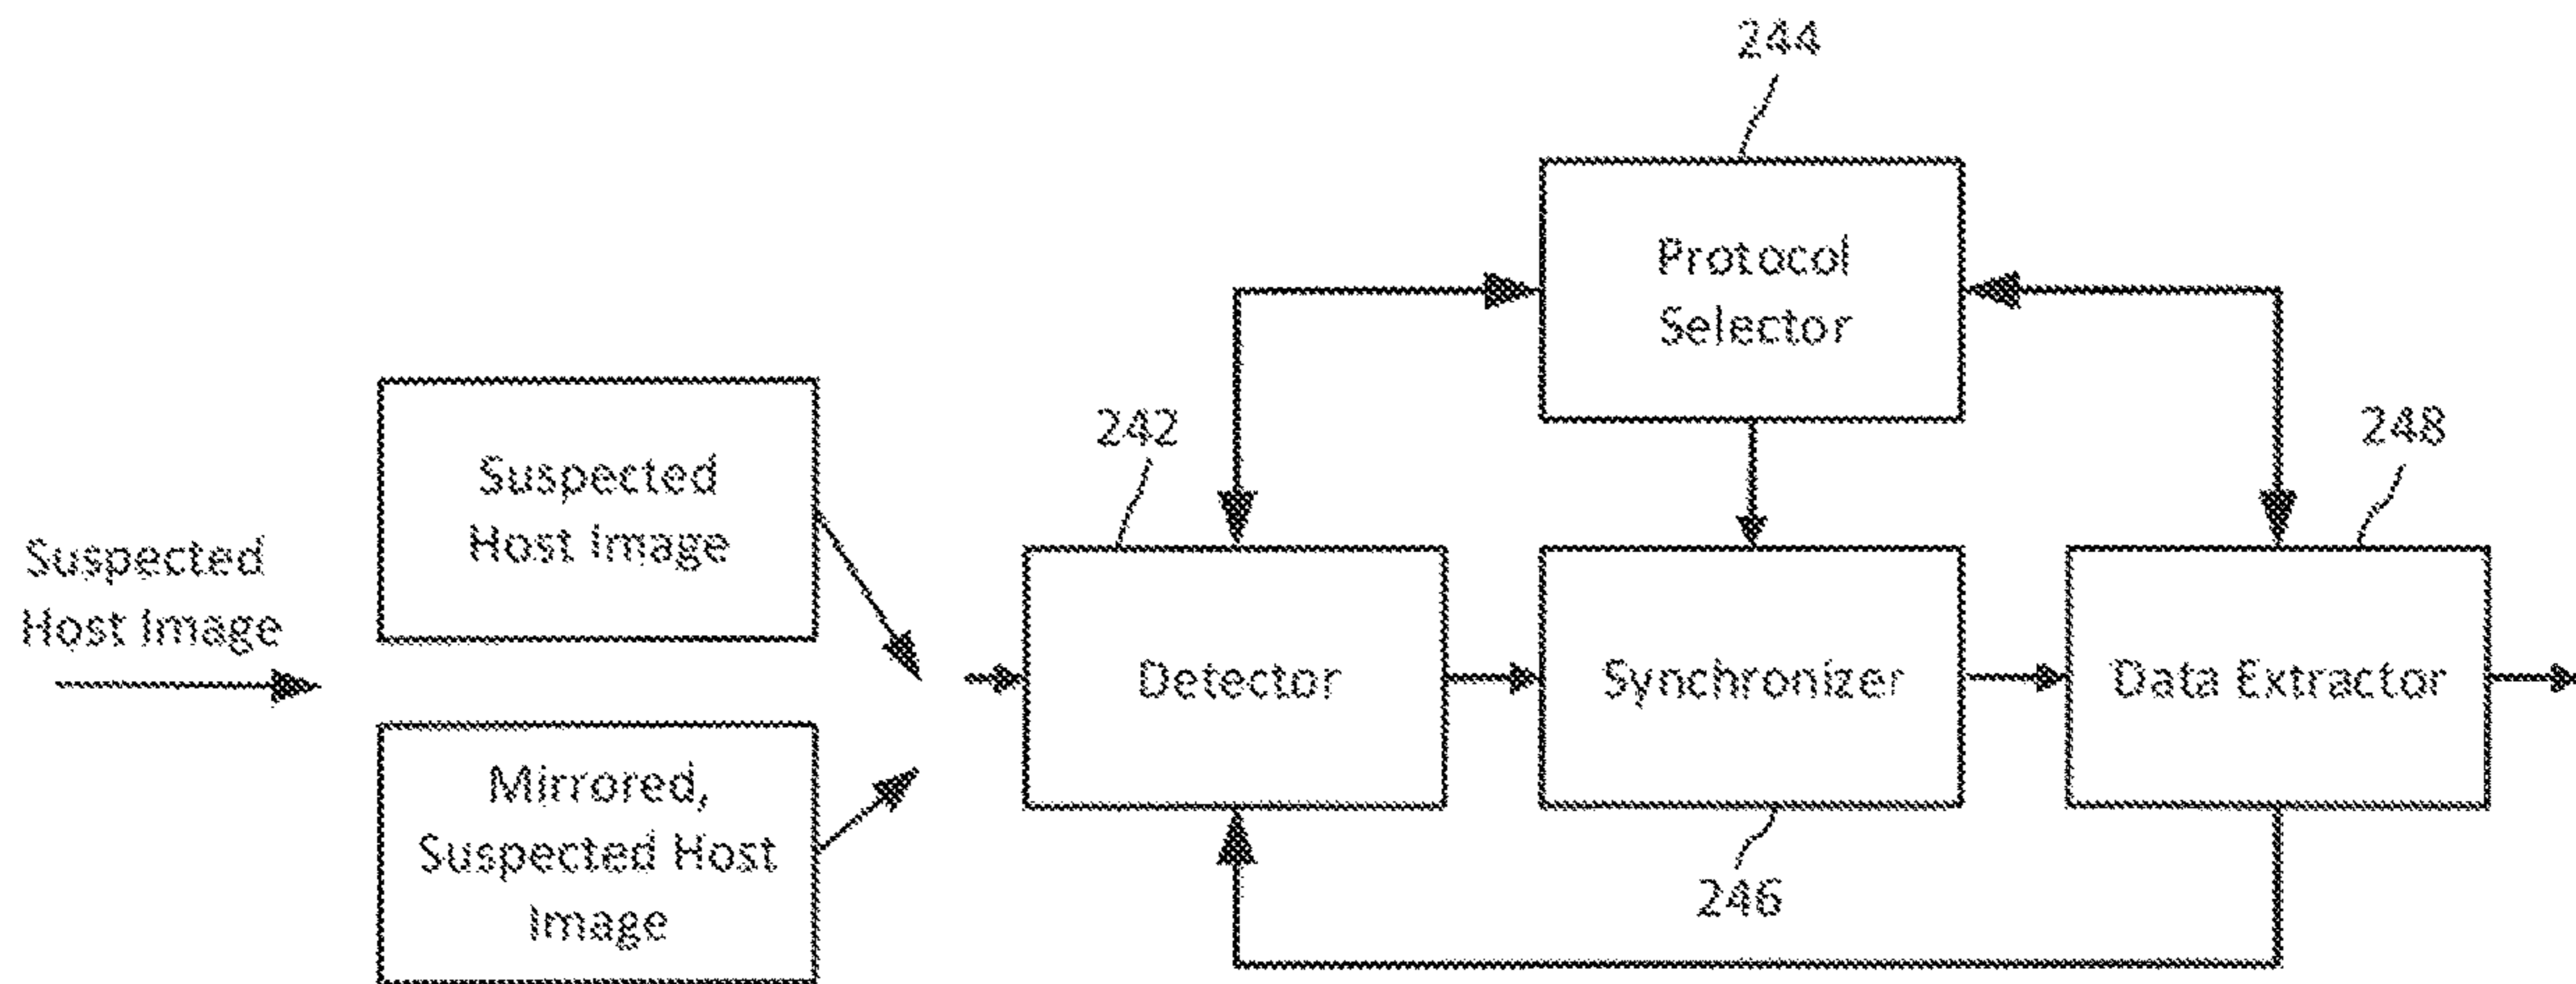 244
Protocol
Selector
242
248
Suspected
Host Image
Suspected
Host Image
Mirrored,
Suspected Host
Image
Detector
Synchronizer
Data Extractor
246